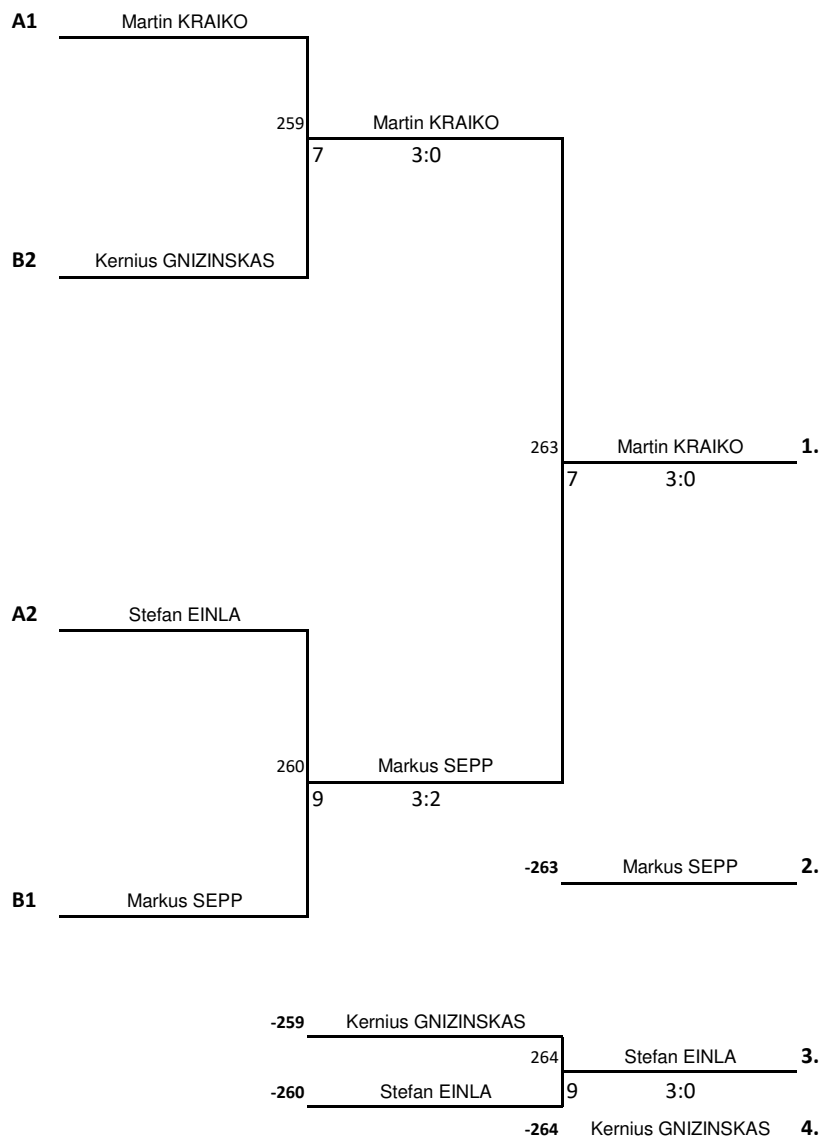 A1 Martin KRAIKO
259 Martin KRAIKO
7 3:0
B2 Kernius GNIZINSKAS
263 Martin KRAIKO 1.
7 3:0
A2 Stefan EINLA
260 Markus SEPP
9 3:2
-263 Markus SEPP 2.
B1 Markus SEPP
-259 Kernius GNIZINSKAS
264 Stefan EINLA 3.
-260 Stefan EINLA 9 3:0
-264 Kernius GNIZINSKAS 4.